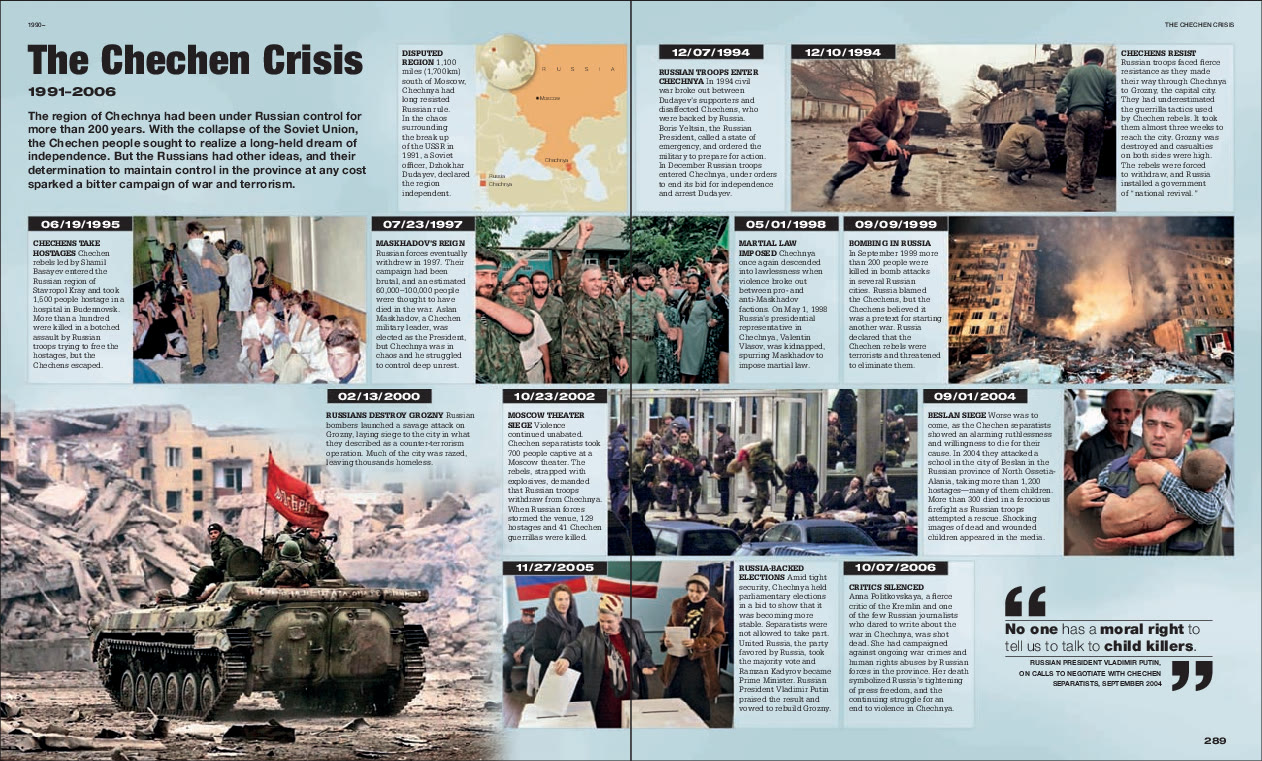 1990–
THE CHECHEN CRISIS
The Chechen Crisis
1991–2006
The region of Chechnya had been under Russian control for
more than 200 years. With the collapse of the Soviet Union,
the Chechen people sought to realize a long-held dream of
independence. But the Russians had other ideas, and their
determination to maintain control in the province at any cost
sparked a bitter campaign of war and terrorism.
DISPUTED
REGION 1,100
miles (1,700km)
south of Moscow,
Chechnya had
long resisted
Russian rule.
In the chaos
surrounding
the break up
of the USSR in
1991, a Soviet
officer, Dzhokhar
Dudayev, declared
the region
independent.
RUSSIA
Moscow
Chechnya
Russia
Chechnya
12/07/1994
RUSSIAN TROOPS ENTER
CHECHNYA In 1994 civil
war broke out between
Dudayev's supporters and
disaffected Chechens, who
were backed by Russia.
Boris Yeltsin, the Russian
President, called a state of
emergency, and ordered the
military to prepare for action.
In December Russian troops
entered Chechnya, under orders
to end its bid for independence
and arrest Dudayev.
12/10/1994
CHECHENS RESIST
Russian troops faced fierce
resistance as they made
their way through Chechnya
to Grozny, the capital city.
They had underestimated
the guerrilla tactics used
by Chechen rebels. It took
them almost three weeks to
reach the city. Grozny was
destroyed and casualties
on both sides were high.
The rebels were forced
to withdraw, and Russia
installed a government
of "national revival."
06/19/1995
CHECHENS TAKE
HOSTAGES Chechen
rebels led by Shamil
Basayev entered the
Russian region of
Stavropol Kray and took
1,500 people hostage in a
hospital in Budennovsk.
More than a hundred
were killed in a botched
assault by Russian
troops trying to free the
hostages, but the
Chechens escaped.
07/23/1997
MASKHADOV'S REIGN
Russian forces eventually
withdrew in 1997. Their
campaign had been
brutal, and an estimated
60,000–100,000 people
were thought to have
died in the war. Aslan
Maskhadov, a Chechen
military leader, was
elected as the President,
but Chechnya was in
chaos and he struggled
to control deep unrest.
05/01/1998
MARTIAL LAW
IMPOSED Chechnya
once again descended
into lawlessness when
violence broke out
between pro- and
anti-Maskhadov
factions. On May 1, 1998
Russia's presidential
representative in
Chechnya, Valentin
Vlasov, was kidnapped,
spurring Maskhadov to
impose martial law.
09/09/1999
BOMBING IN RUSSIA
In September 1999 more
than 200 people were
killed in bomb attacks
in several Russian
cities. Russia blamed
the Chechens, but the
Chechens believed it
was a pretext for starting
another war. Russia
declared that the
Chechen rebels were
terrorists and threatened
to eliminate them.
02/13/2000
RUSSIANS DESTROY GROZNY Russian
bombers launched a savage attack on
Grozny, laying siege to the city in what
they described as a counter-terrorism
operation. Much of the city was razed,
leaving thousands homeless.
10/23/2002
MOSCOW THEATER
SIEGE Violence
continued unabated.
Chechen separatists took
700 people captive at a
Moscow theater. The
rebels, strapped with
explosives, demanded
that Russian troops
withdraw from Chechnya.
When Russian forces
stormed the venue, 129
hostages and 41 Chechen
guerrillas were killed.
09/01/2004
BESLAN SIEGE Worse was to
come, as the Chechen separatists
showed an alarming ruthlessness
and willingness to die for their
cause. In 2004 they attacked a
school in the city of Beslan in the
Russian province of North Ossetia-
Alania, taking more than 1,200
hostages—many of them children.
More than 300 died in a ferocious
firefight as Russian troops
attempted a rescue. Shocking
images of dead and wounded
children appeared in the media.
11/27/2005
RUSSIA-BACKED
ELECTIONS Amid tight
security, Chechnya held
parliamentary elections
in a bid to show that it
was becoming more
stable. Separatists were
not allowed to take part.
United Russia, the party
favored by Russia, took
the majority vote and
Ramzan Kadyrov became
Prime Minister. Russian
President Vladimir Putin
praised the result and
vowed to rebuild Grozny.
10/07/2006
CRITICS SILENCED
Anna Politkovskaya, a fierce
critic of the Kremlin and one
of the few Russian journalists
who dared to write about the
war in Chechnya, was shot
dead. She had campaigned
against ongoing war crimes and
human rights abuses by Russian
forces in the province. Her death
symbolized Russia's tightening
of press freedom, and the
continuing struggle for an
end to violence in Chechnya.
“
No one has a moral right to
tell us to talk to child killers.
RUSSIAN PRESIDENT VLADIMIR PUTIN,
ON CALLS TO NEGOTIATE WITH CHECHEN
SEPARATISTS, SEPTEMBER 2004
”
289